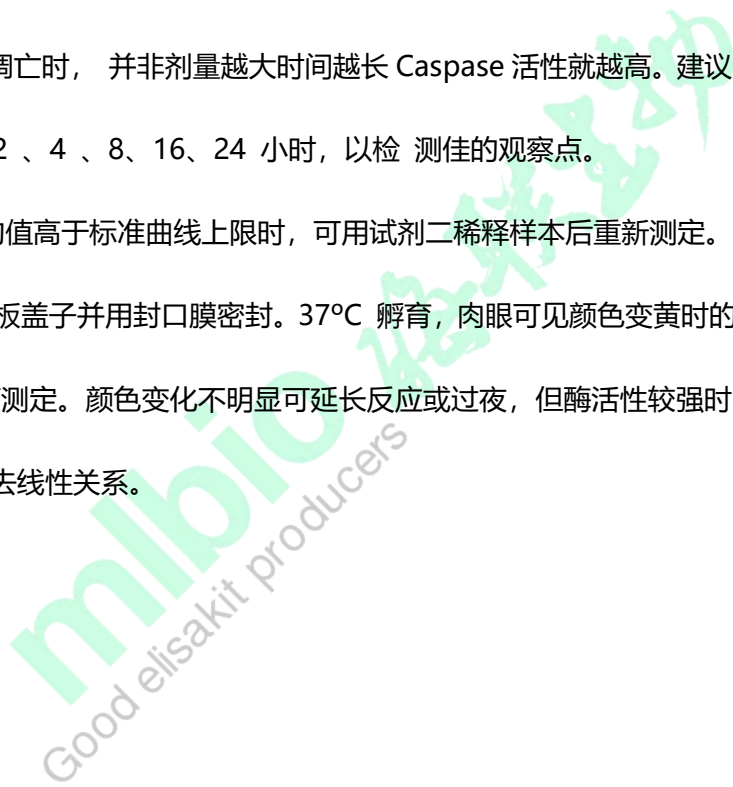 凋亡时， 并非剂量越大时间越长 Caspase 活性就越高。建议
2 、4 、8、16、24 小时，以检 测佳的观察点。
值高于标准曲线上限时，可用试剂二稀释样本后重新测定。
板盖子并用封口膜密封。37ºC 孵育，肉眼可见颜色变黄时的
测定。颜色变化不明显可延长反应或过夜，但酶活性较强时
去线性关系。
mlbio
Good elisakit producers